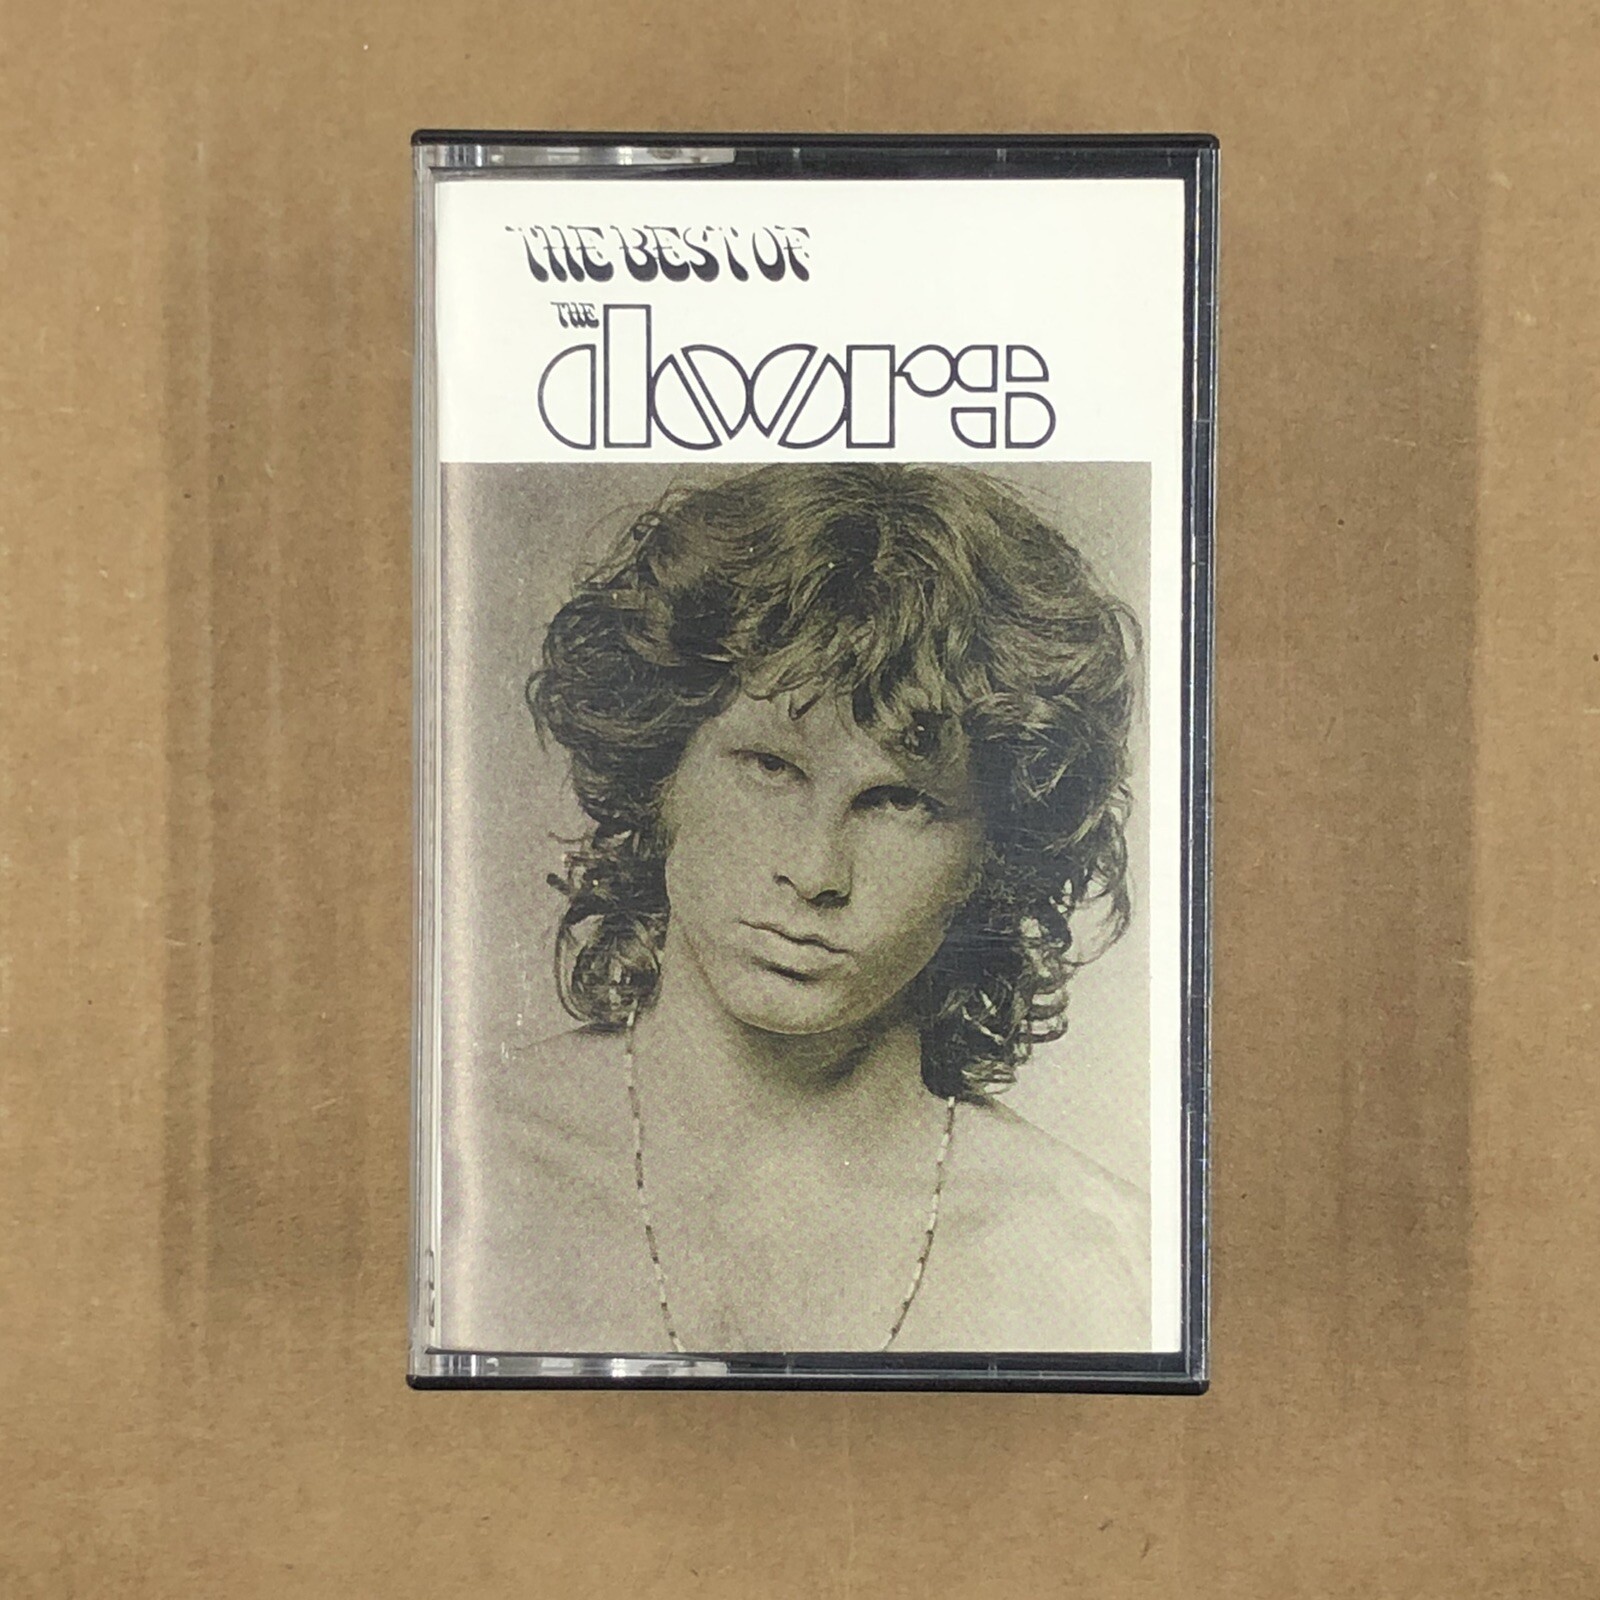 THE BEST OF
THE
doors